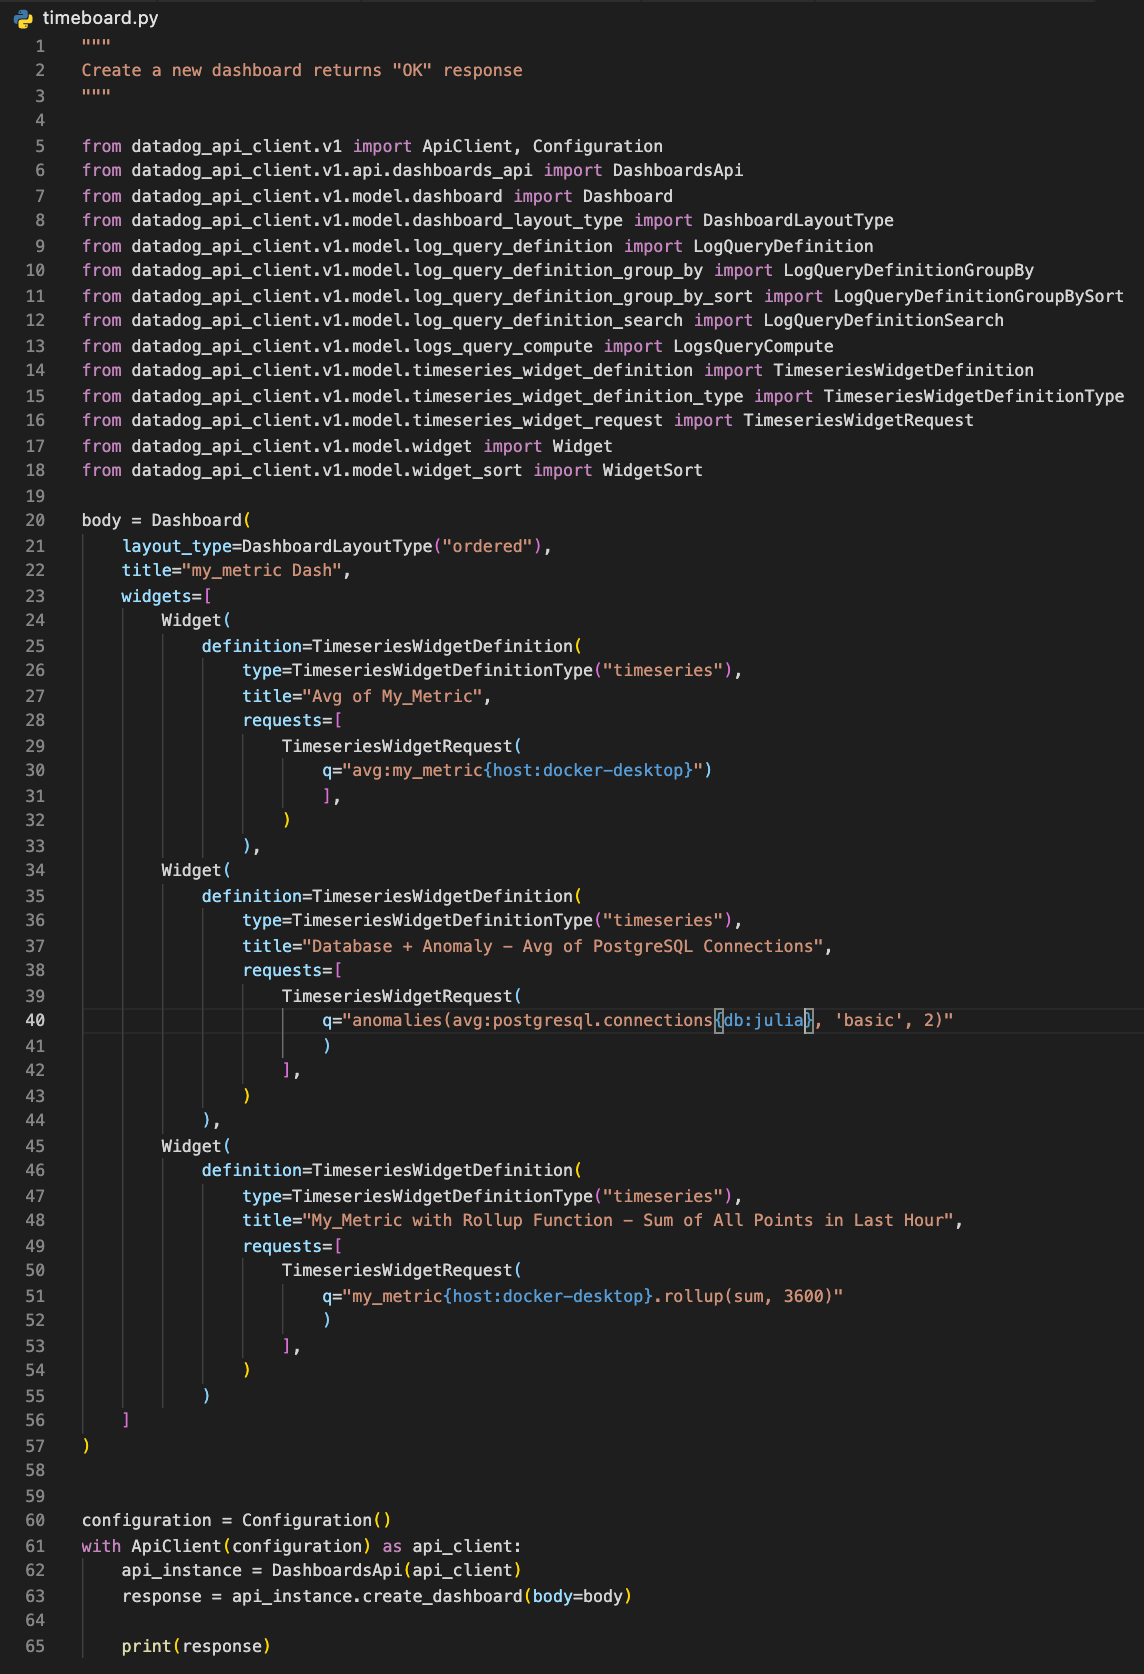 timeboard.py
1 """
2 Create a new dashboard returns "OK" response
3 """
4
5 from datadog_api_client.v1 import ApiClient, Configuration
6 from datadog_api_client.v1.api.dashboards_api import DashboardsApi
7 from datadog_api_client.v1.model.dashboard import Dashboard
8 from datadog_api_client.v1.model.dashboard_layout_type import DashboardLayoutType
9 from datadog_api_client.v1.model.log_query_definition import LogQueryDefinition
10 from datadog_api_client.v1.model.log_query_definition_group_by import LogQueryDefinitionGroupBy
11 from datadog_api_client.v1.model.log_query_definition_group_by_sort import LogQueryDefinitionGroupBySort
12 from datadog_api_client.v1.model.log_query_definition_search import LogQueryDefinitionSearch
13 from datadog_api_client.v1.model.logs_query_compute import LogsQueryCompute
14 from datadog_api_client.v1.model.timeseries_widget_definition import TimeseriesWidgetDefinition
15 from datadog_api_client.v1.model.timeseries_widget_definition_type import TimeseriesWidgetDefinitionType
16 from datadog_api_client.v1.model.timeseries_widget_request import TimeseriesWidgetRequest
17 from datadog_api_client.v1.model.widget import Widget
18 from datadog_api_client.v1.model.widget_sort import WidgetSort
19
20 body = Dashboard(
21     layout_type=DashboardLayoutType("ordered"),
22     title="my_metric Dash",
23     widgets=[
24         Widget(
25             definition=TimeseriesWidgetDefinition(
26                 type=TimeseriesWidgetDefinitionType("timeseries"),
27                 title="Avg of My_Metric",
28                 requests=[
29                     TimeseriesWidgetRequest(
30                         q="avg:my_metric{host:docker-desktop}")
31                         ],
32                     )
33                 ),
34         Widget(
35             definition=TimeseriesWidgetDefinition(
36                 type=TimeseriesWidgetDefinitionType("timeseries"),
37                 title="Database + Anomaly - Avg of PostgreSQL Connections",
38                 requests=[
39                     TimeseriesWidgetRequest(
40                         q="anomalies(avg:postgresql.connections{db:julia}, 'basic', 2)"
41                         )
42                     ],
43                 )
44             ),
45         Widget(
46             definition=TimeseriesWidgetDefinition(
47                 type=TimeseriesWidgetDefinitionType("timeseries"),
48                 title="My_Metric with Rollup Function - Sum of All Points in Last Hour",
49                 requests=[
50                     TimeseriesWidgetRequest(
51                         q="my_metric{host:docker-desktop}.rollup(sum, 3600)"
52                         )
53                     ],
54                 )
55             )
56     ]
57 )
58
59
60 configuration = Configuration()
61 with ApiClient(configuration) as api_client:
62     api_instance = DashboardsApi(api_client)
63     response = api_instance.create_dashboard(body=body)
64
65     print(response)